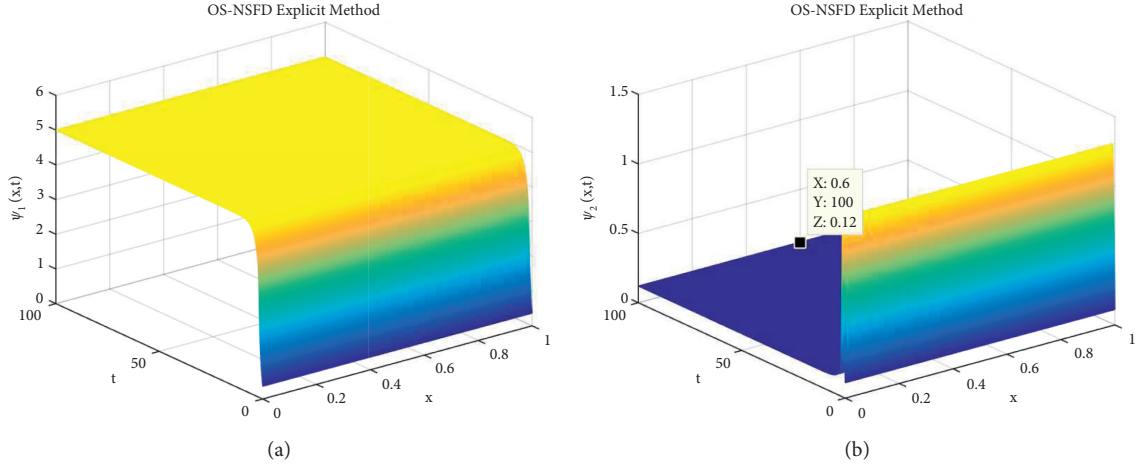 OS-NSFD Explicit Method
6
5
4
3
2
1
0
ψ1 (x,t)
100
50
0
t
0
0.2
0.4
0.6
0.8
1
x
(a)
OS-NSFD Explicit Method
1.5
1
0.5
0
ψ2 (x,t)
X: 0.6
Y: 100
Z: 0.12
100
50
0
t
0
0.2
0.4
0.6
0.8
1
x
(b)